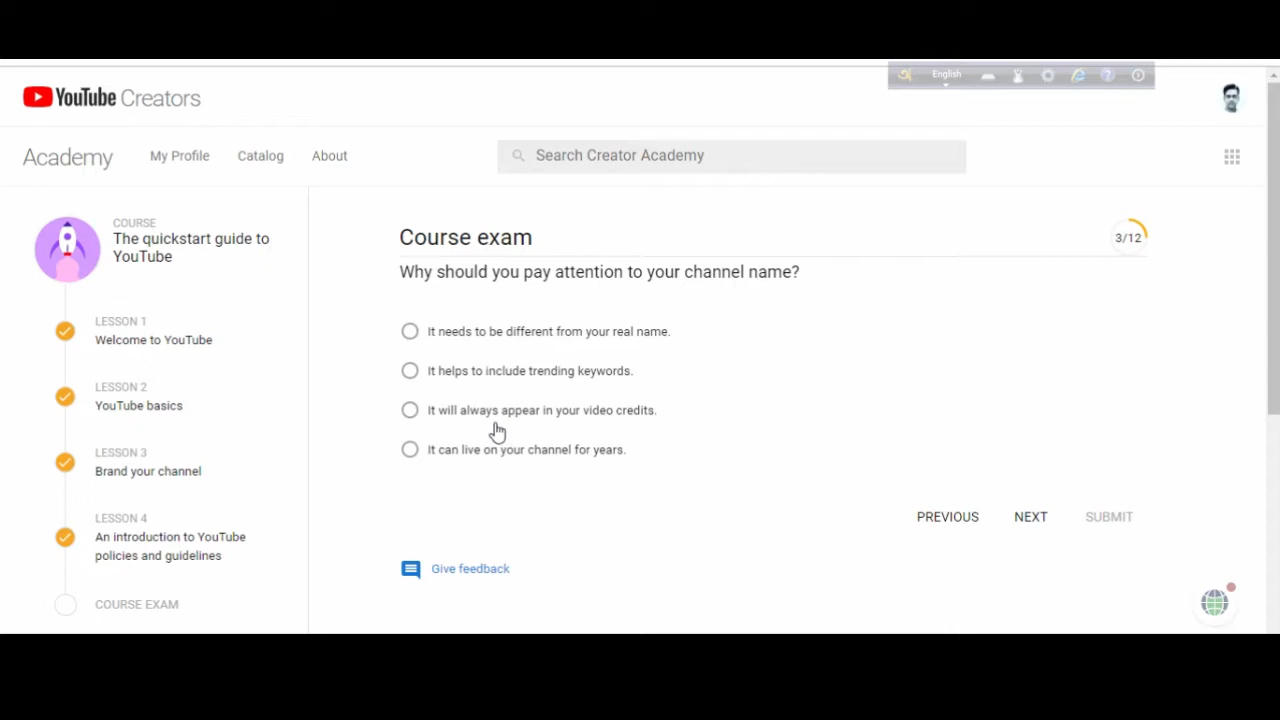 English
YouTube Creators
Academy
My Profile
Catalog
About
Search Creator Academy
COURSE
The quickstart guide to
YouTube
LESSON 1
Welcome to YouTube
LESSON 2
YouTube basics
LESSON 3
Brand your channel
LESSON 4
An introduction to YouTube
policies and guidelines
COURSE EXAM
Course exam
3/12
Why should you pay attention to your channel name?
It needs to be different from your real name.
It helps to include trending keywords.
It will always appear in your video credits.
It can live on your channel for years.
PREVIOUS
NEXT
SUBMIT
Give feedback